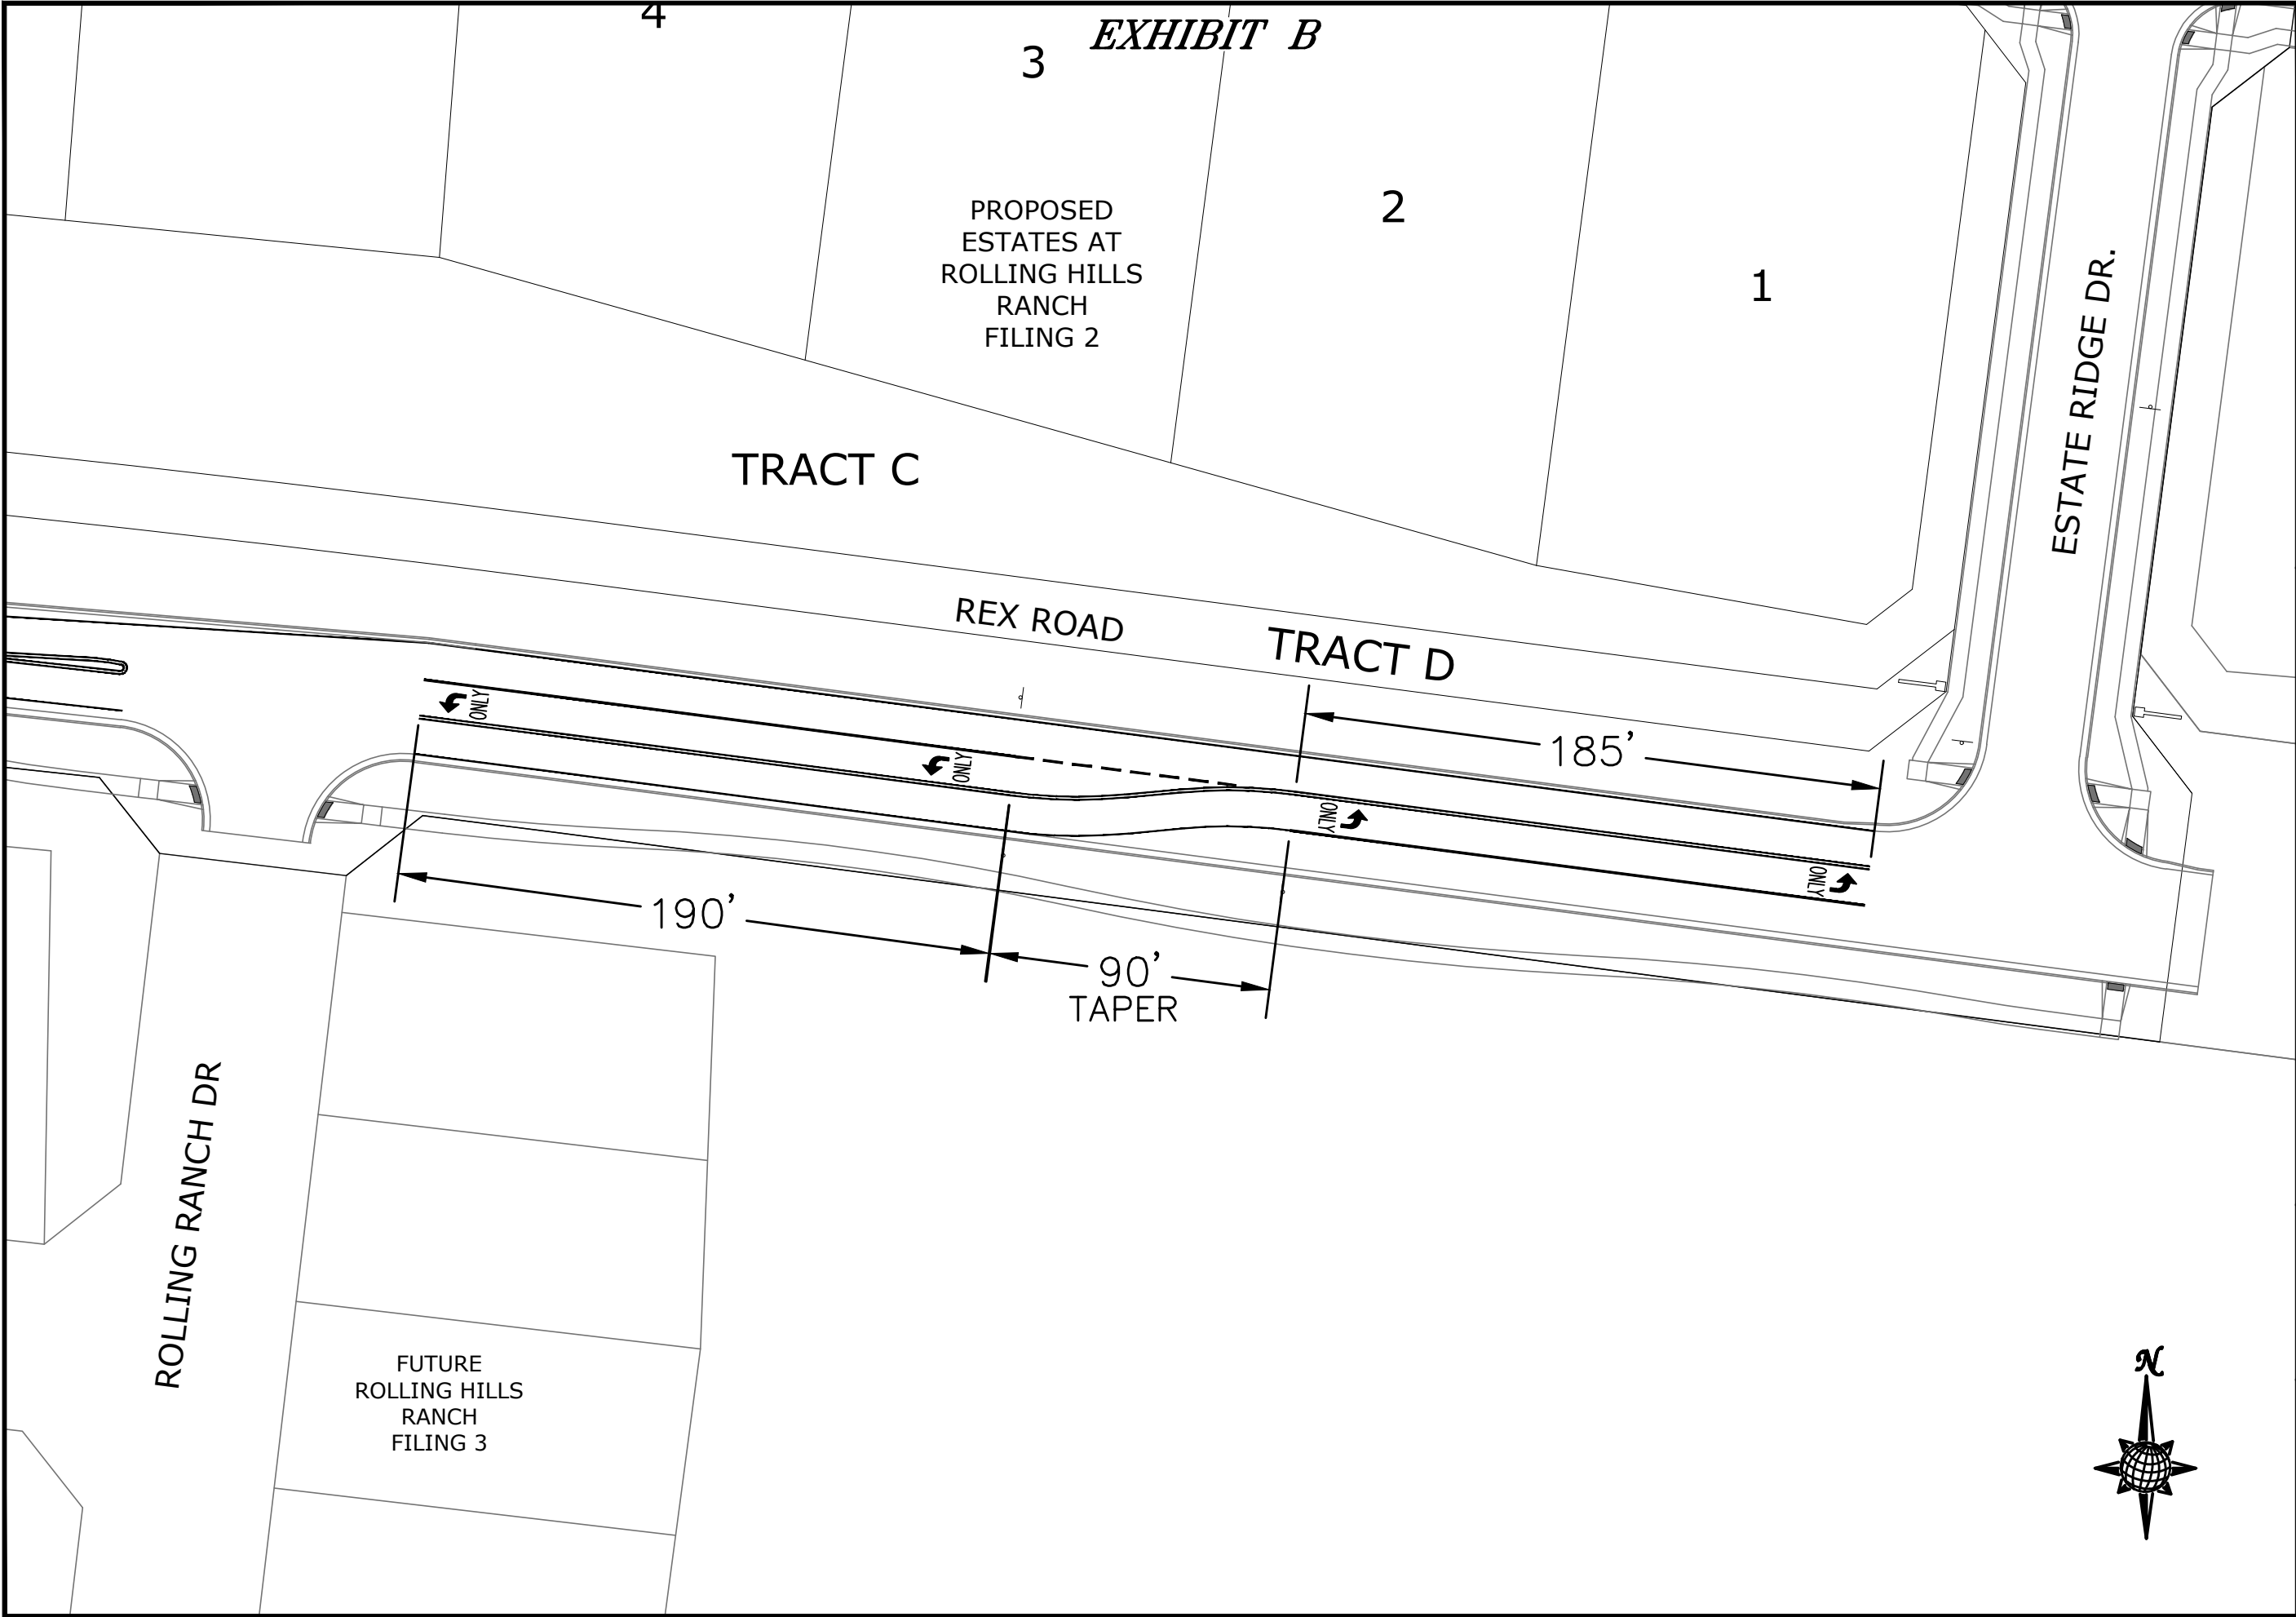 EXHIBIT B
4
3
2
1
PROPOSED
ESTATES AT
ROLLING HILLS
RANCH
FILING 2
ESTATE RIDGE DR.
TRACT C
REX ROAD
TRACT D
ONLY
ONLY
ONLY
ONLY
185'
190'
90'
TAPER
ROLLING RANCH DR
FUTURE
ROLLING HILLS
RANCH
FILING 3
N